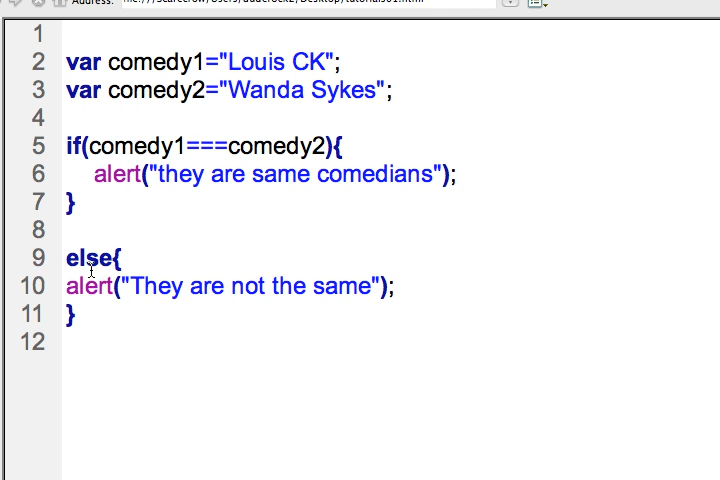 Address:
1
2 var comedy1="Louis CK";
3 var comedy2="Wanda Sykes";
4
5 if(comedy1===comedy2){
6 alert("they are same comedians");
7 }
8
9 else{
10 alert("They are not the same");
11 }
12